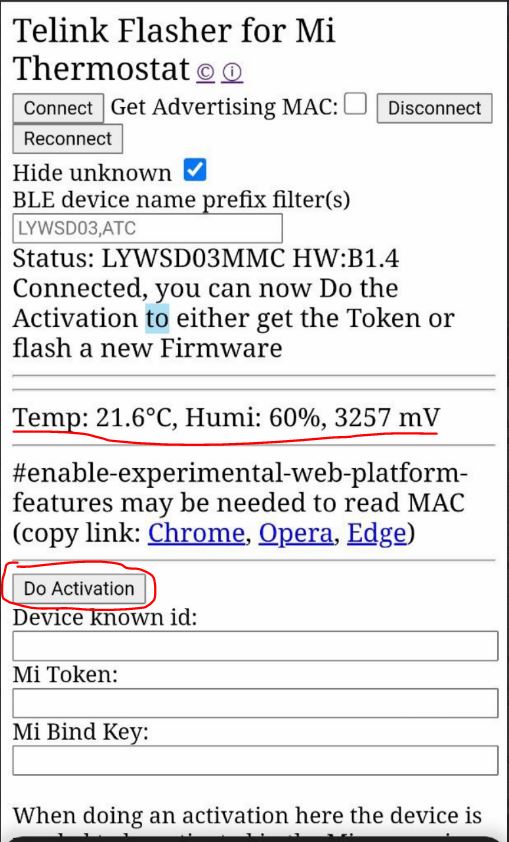 Telink Flasher for Mi
Thermostat © ⓘ
Connect Get Advertising MAC: Disconnect
Reconnect
Hide unknown
BLE device name prefix filter(s)
LYWSD03,ATC
Status: LYWSD03MMC HW:B1.4
Connected, you can now Do the
Activation to either get the Token or
flash a new Firmware
Temp: 21.6°C, Humi: 60%, 3257 mV
#enable-experimental-web-platform-
features may be needed to read MAC
(copy link: Chrome, Opera, Edge)
Do Activation
Device known id:
Mi Token:
Mi Bind Key:
When doing an activation here the device is